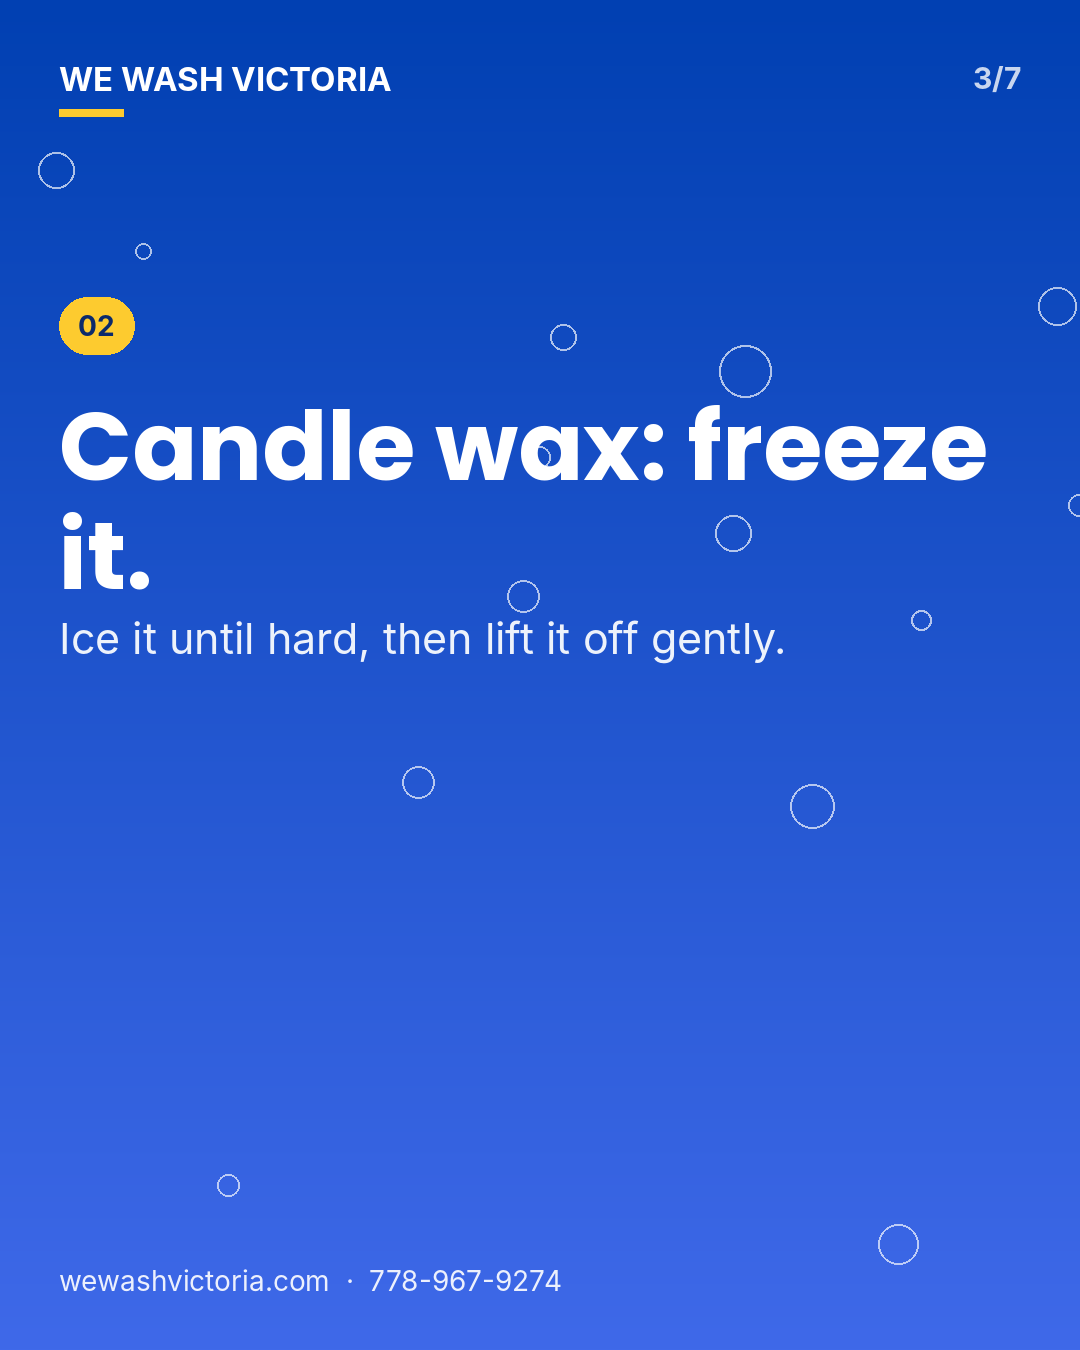 WE WASH VICTORIA
3/7
02
Candle wax: freeze
it.
Ice it until hard, then lift it off gently.
wewashvictoria.com · 778-967-9274